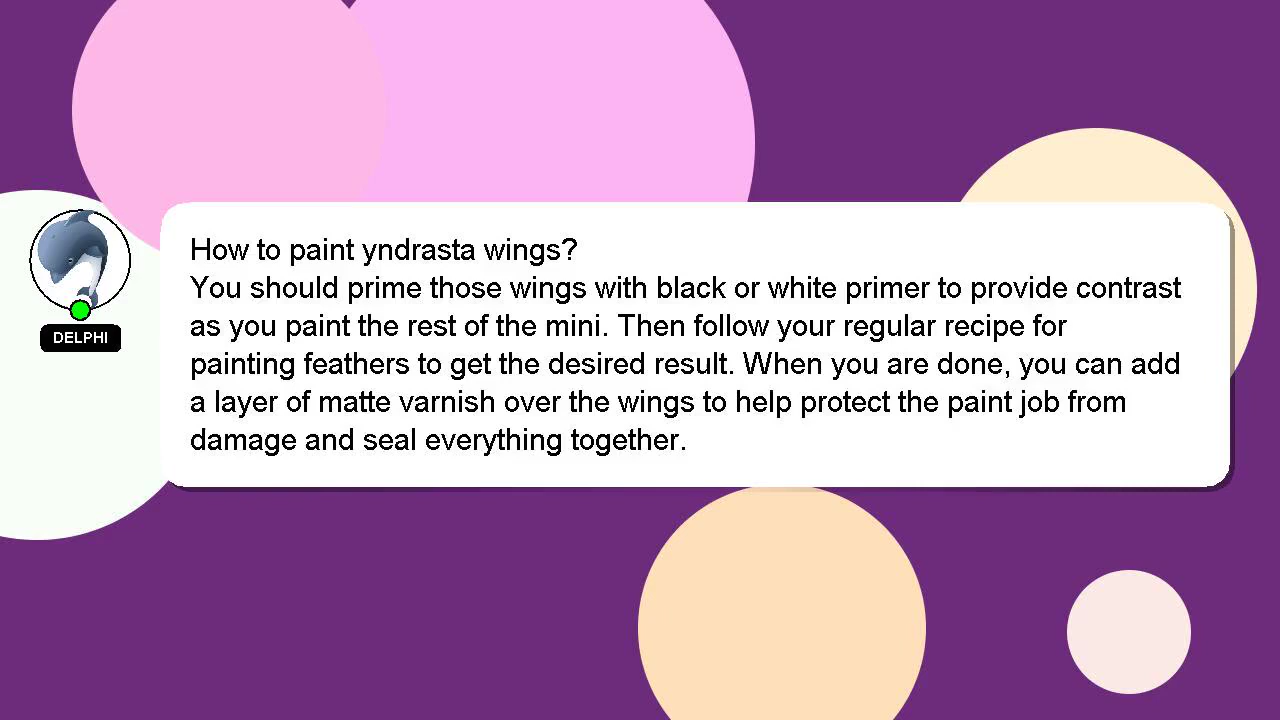 How to paint yndrasta wings?
You should prime those wings with black or white primer to provide contrast
as you paint the rest of the mini. Then follow your regular recipe for
painting feathers to get the desired result. When you are done, you can add
a layer of matte varnish over the wings to help protect the paint job from
damage and seal everything together.
DELPHI